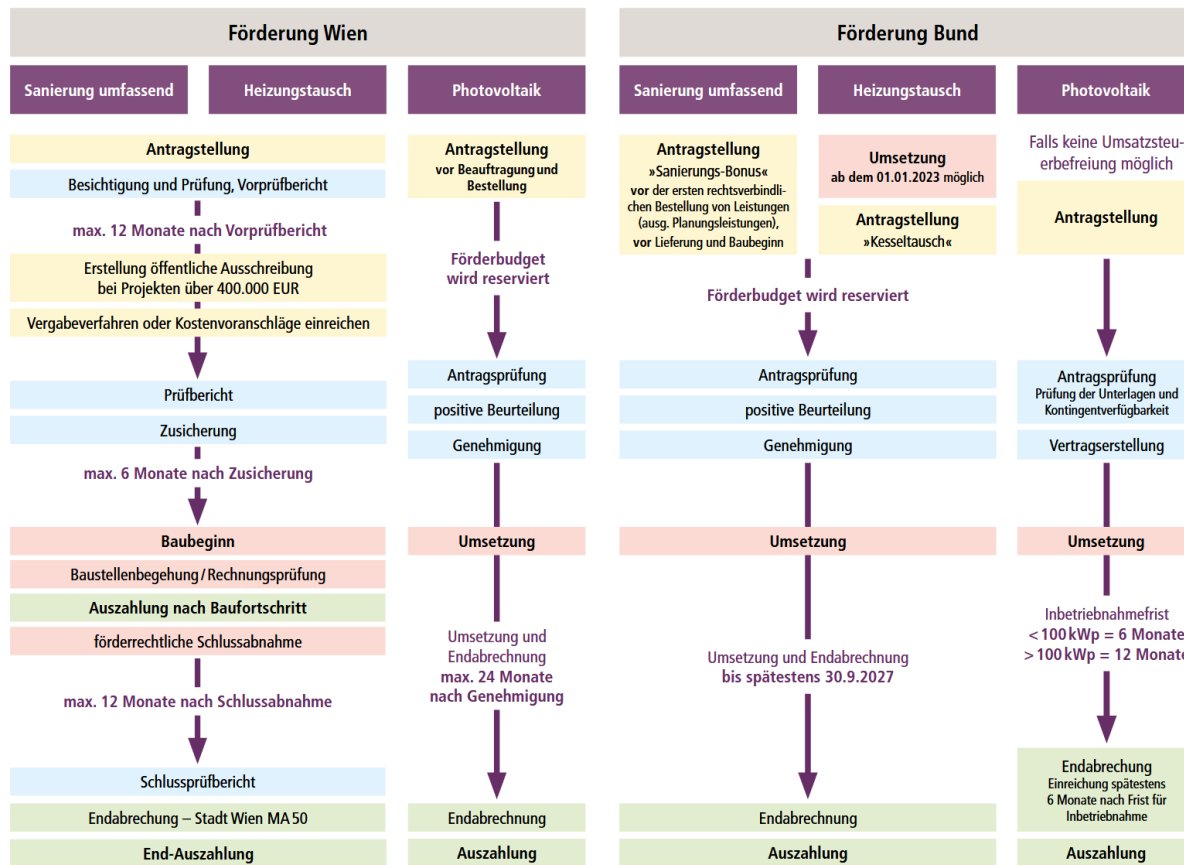 Förderung Wien
Sanierung umfassend
Heizungstausch
Photovoltaik
Antragstellung
Besichtigung und Prüfung, Vorprüfbericht
max. 12 Monate nach Vorprüfbericht
Erstellung öffentliche Ausschreibung
bei Projekten über 400.000 EUR
Vergabeverfahren oder Kostenvoranschläge einreichen
Prüfbericht
Zusicherung
max. 6 Monate nach Zusicherung
Baubeginn
Baustellenbegehung/Rechnungsprüfung
Auszahlung nach Baufortschritt
förderrechtliche Schlussabnahme
max. 12 Monate nach Schlussabnahme
Schlussprüfbericht
Endabrechung – Stadt Wien MA 50
End-Auszahlung
Antragstellung
vor Beauftragung und
Bestellung
Förderbudget
wird reserviert
Antragsprüfung
positive Beurteilung
Genehmigung
Umsetzung
Umsetzung und
Endabrechnung
max. 24 Monate
nach Genehmigung
Endabrechnung
Auszahlung
Förderung Bund
Sanierung umfassend
Heizungstausch
Photovoltaik
Antragstellung
»Sanierungs-Bonus«
vor der ersten rechtsverbindli-
chen Bestellung von Leistungen
(ausg. Planungsleistungen),
vor Lieferung und Baubeginn
Umsetzung
ab dem 01.01.2023 möglich
Antragstellung
»Kesseltausch«
Förderbudget wird reserviert
Antragsprüfung
positive Beurteilung
Genehmigung
Umsetzung
Umsetzung und Endabrechnung
bis spätestens 30.9.2027
Endabrechnung
Auszahlung
Falls keine Umsatzsteu-
erbefreiung möglich
Antragstellung
Antragsprüfung
Prüfung der Unterlagen und
Kontingentverfügbarkeit
Vertragserstellung
Umsetzung
Inbetriebnahmefrist
< 100 kWp = 6 Monate
> 100 kWp = 12 Monate
Endabrechung
Einreichung spätestens
6 Monate nach Frist für
Inbetriebnahme
Auszahlung